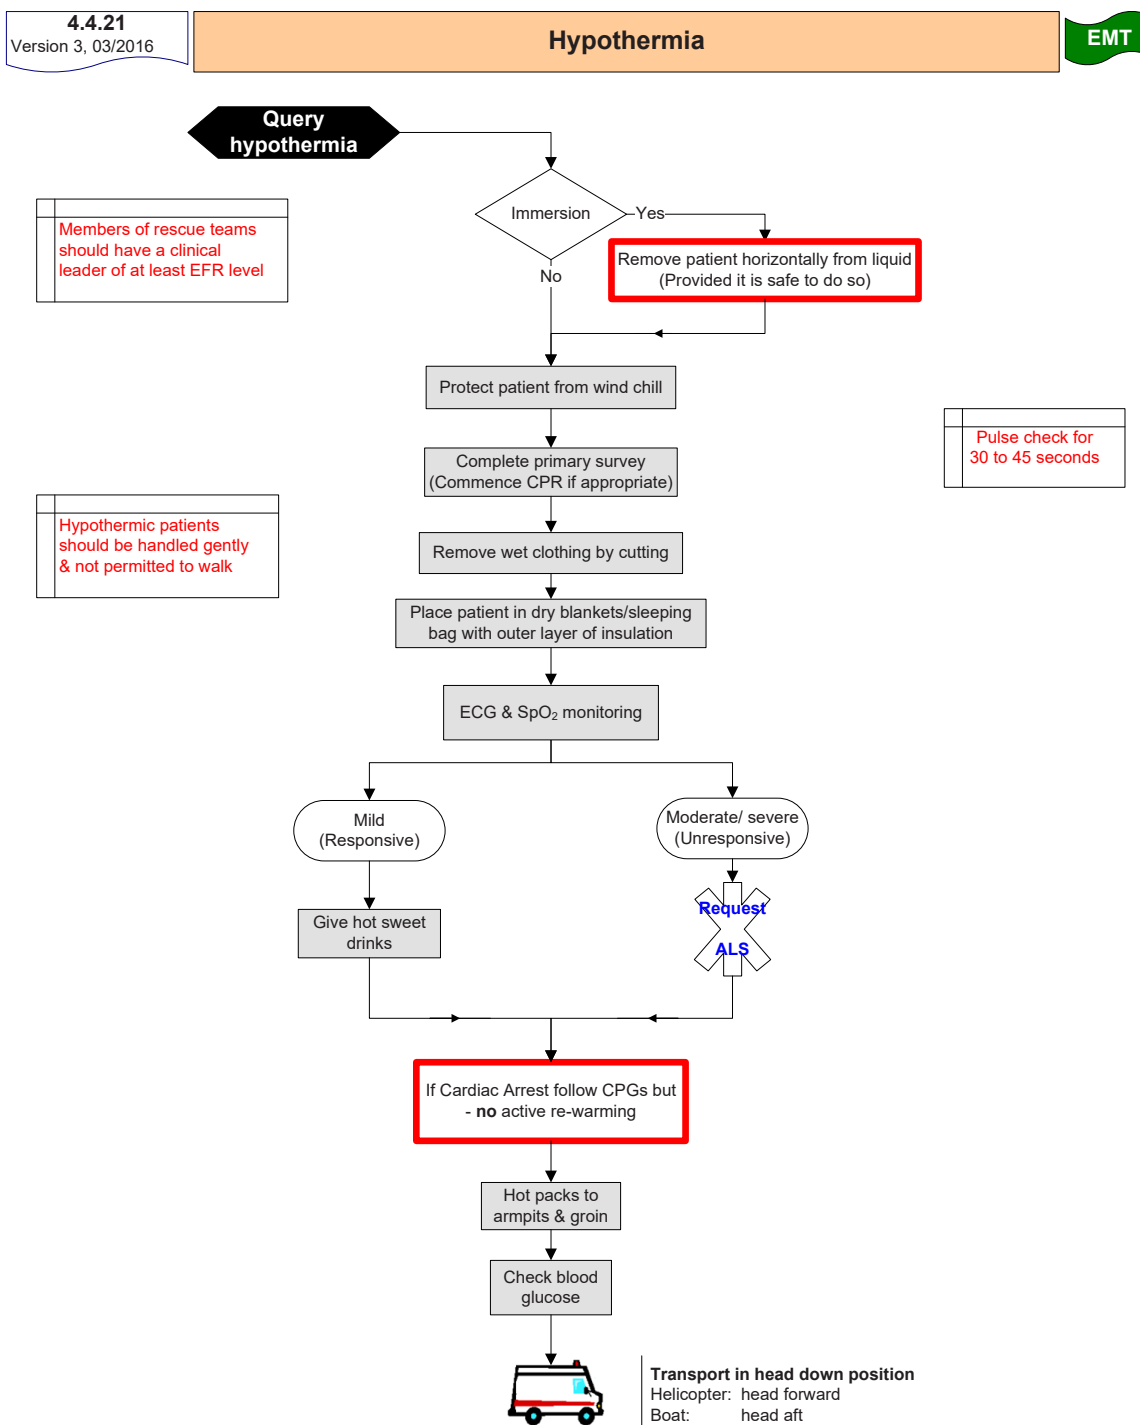 4.4.21
Version 3, 03/2016
Hypothermia
EMT
Query
hypothermia
Immersion
Yes
No
Remove patient horizontally from liquid
(Provided it is safe to do so)
Members of rescue teams
should have a clinical
leader of at least EFR level
Protect patient from wind chill
Pulse check for
30 to 45 seconds
Complete primary survey
(Commence CPR if appropriate)
Hypothermic patients
should be handled gently
& not permitted to walk
Remove wet clothing by cutting
Place patient in dry blankets/sleeping
bag with outer layer of insulation
ECG & SpO₂ monitoring
Mild
(Responsive)
Moderate/ severe
(Unresponsive)
Give hot sweet
drinks
Request
ALS
If Cardiac Arrest follow CPGs but
- no active re-warming
Hot packs to
armpits & groin
Check blood
glucose
Transport in head down position
Helicopter: head forward
Boat: head aft